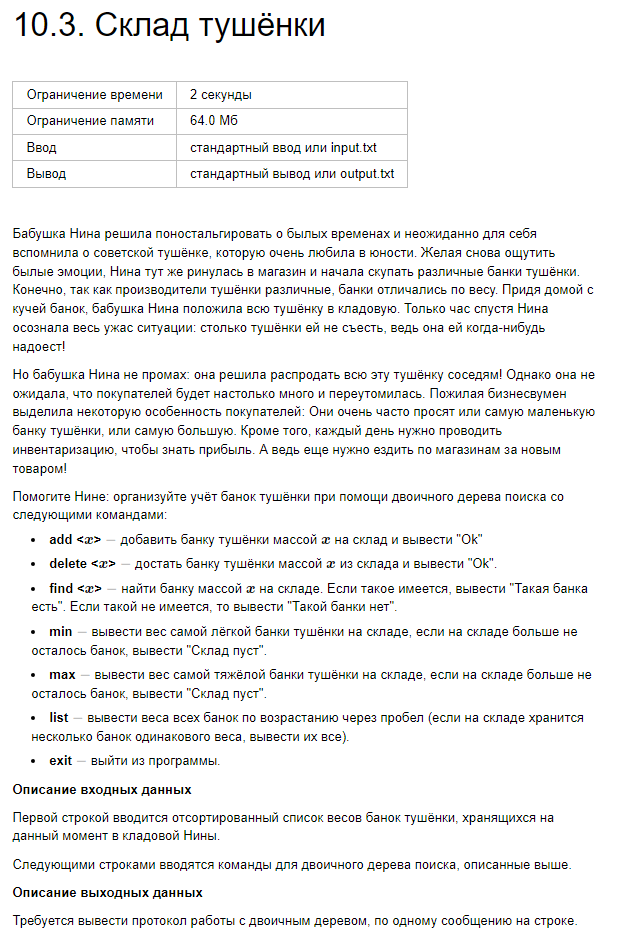 10.3. Склад тушёнки
Ограничение времени 2 секунды
Ограничение памяти 64.0 Мб
Ввод стандартный ввод или input.txt
Вывод стандартный вывод или output.txt
Бабушка Нина решила поностальгировать о былых временах и неожиданно для себя
вспомнила о советской тушёнке, которую очень любила в юности. Желая снова ощутить
былые эмоции, Нина тут же ринулась в магазин и начала скупать различные банки тушёнки.
Конечно, так как производители тушёнки различные, банки отличались по весу. Придя домой с
кучей банок, бабушка Нина положила всю тушёнку в кладовую. Только час спустя Нина
осознала весь ужас ситуации: столько тушёнки ей не съесть, ведь она ей когда-нибудь
надоест!
Но бабушка Нина не промах: она решила распродать всю эту тушёнку соседям! Однако она не
ожидала, что покупателей будет настолько много и переутомилась. Пожилая бизнесвумен
выделила некоторую особенность покупателей: Они очень часто просят или самую маленькую
банку тушёнки, или самую большую. Кроме того, каждый день нужно проводить
инвентаризацию, чтобы знать прибыль. А ведь еще нужно ездить по магазинам за новым
товаром!
Помогите Нине: организуйте учёт банок тушёнки при помощи двоичного дерева поиска со
следующими командами:
• add <x> — добавить банку тушёнки массой x на склад и вывести "Ok"
• delete <x> — достать банку тушёнки массой x из склада и вывести "Ok".
• find <x> — найти банку массой x на складе. Если такое имеется, вывести "Такая банка
есть". Если такой не имеется, то вывести "Такой банки нет".
• min — вывести вес самой лёгкой банки тушёнки на складе, если на складе больше не
осталось банок, вывести "Склад пуст".
• max — вывести вес самой тяжёлой банки тушёнки на складе, если на складе больше не
осталось банок, вывести "Склад пуст".
• list — вывести веса всех банок по возрастанию через пробел (если на складе хранится
несколько банок одинакового веса, вывести их все).
• exit — выйти из программы.
Описание входных данных
Первой строкой вводится отсортированный список весов банок тушёнки, хранящихся на
данный момент в кладовой Нины.
Следующими строками вводятся команды для двоичного дерева поиска, описанные выше.
Описание выходных данных
Требуется вывести протокол работы с двоичным деревом, по одному сообщению на строке.